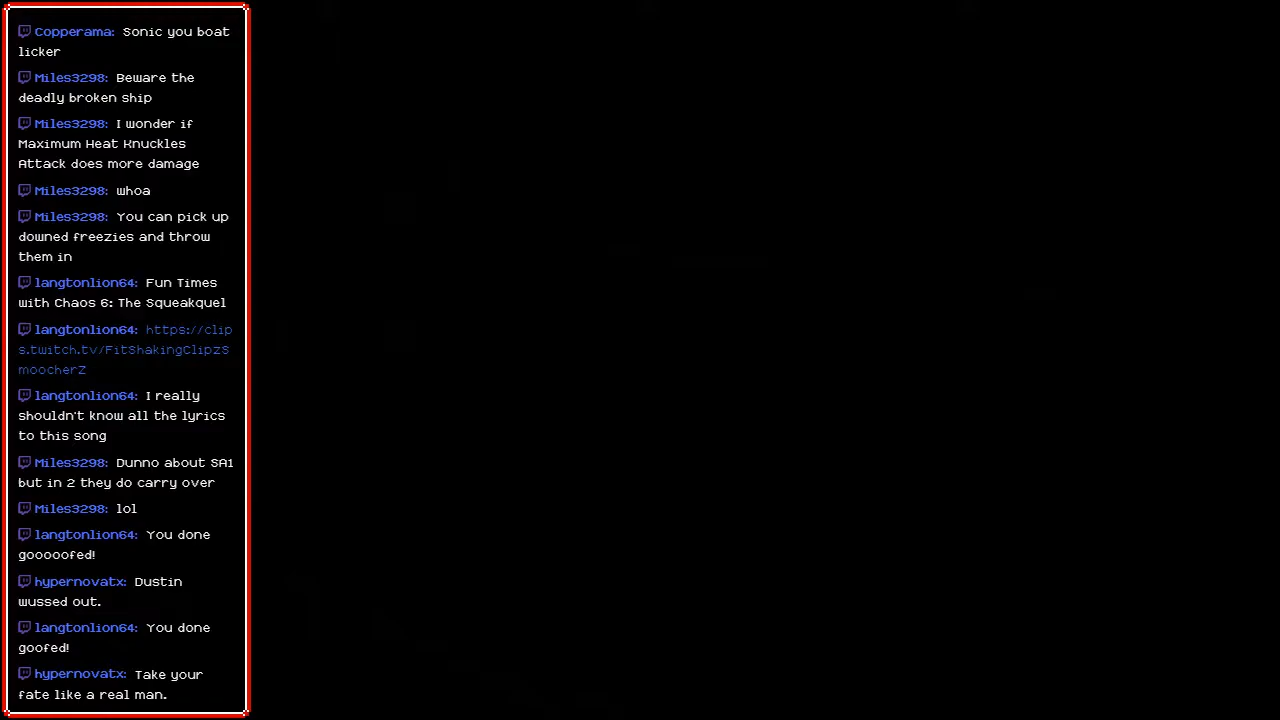 Copperama: Sonic you boat
licker
Miles3298: Beware the
deadly broken ship
Miles3298: I wonder if
Maximum Heat Knuckles
Attack does more damage
Miles3298: whoa
Miles3298: You can pick up
downed freezies and throw
them in
langtonlion64: Fun Times
with Chaos 6: The Squeakquel
langtonlion64: https://clip
s.twitch.tv/FitShakingClipzS
moocherZ
langtonlion64: I really
shouldn't know all the lyrics
to this song
Miles3298: Dunno about SA1
but in 2 they do carry over
Miles3298: lol
langtonlion64: You done
gooooofed!
hypernovatx: Dustin
wussed out.
langtonlion64: You done
goofed!
hypernovatx: Take your
fate like a real man.